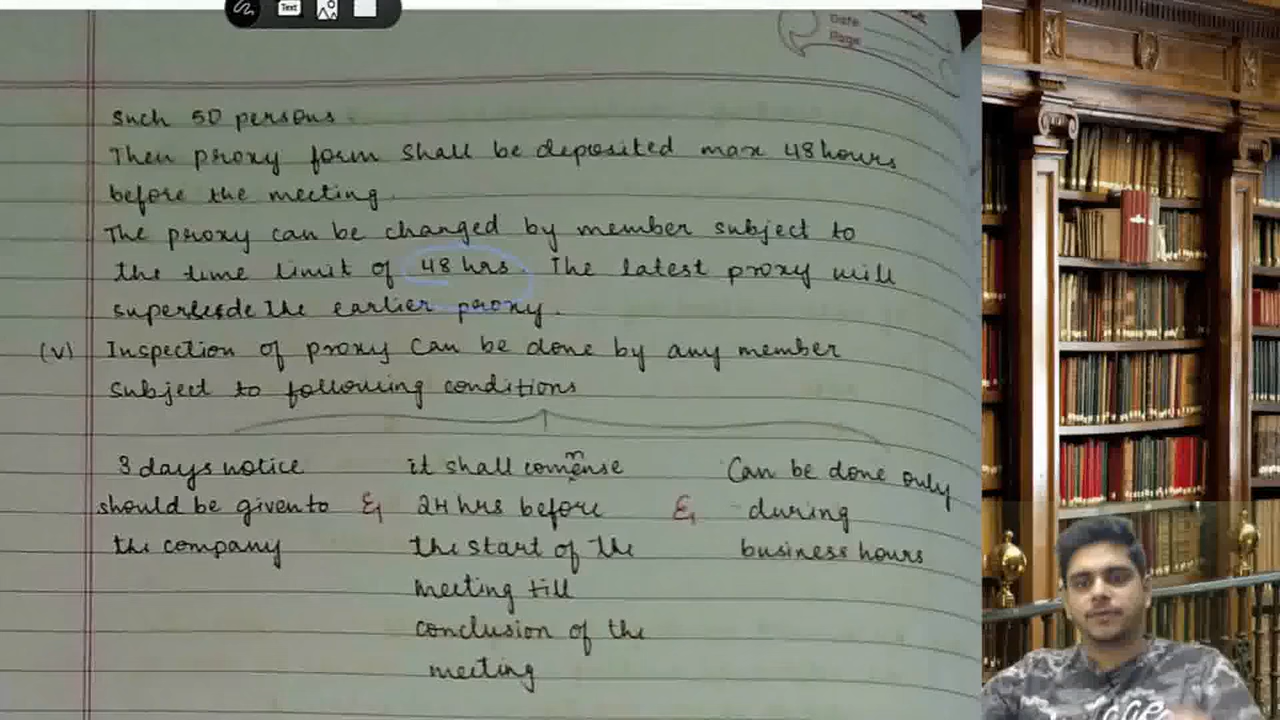 Text
Date
Page
such 50 persons.
Then proxy form shall be deposited max 48 hours
before the meeting.
The proxy can be changed by member subject to
the time limit of 48 hrs. The latest proxy will
supersede the earlier proxy.
(V) Inspection of proxy can be done by any member
subject to following conditions
3 days notice
should be given to
the company
&
it shall commense
24 hrs before
the start of the
meeting till
conclusion of the
meeting
&
Can be done only
during
business hours